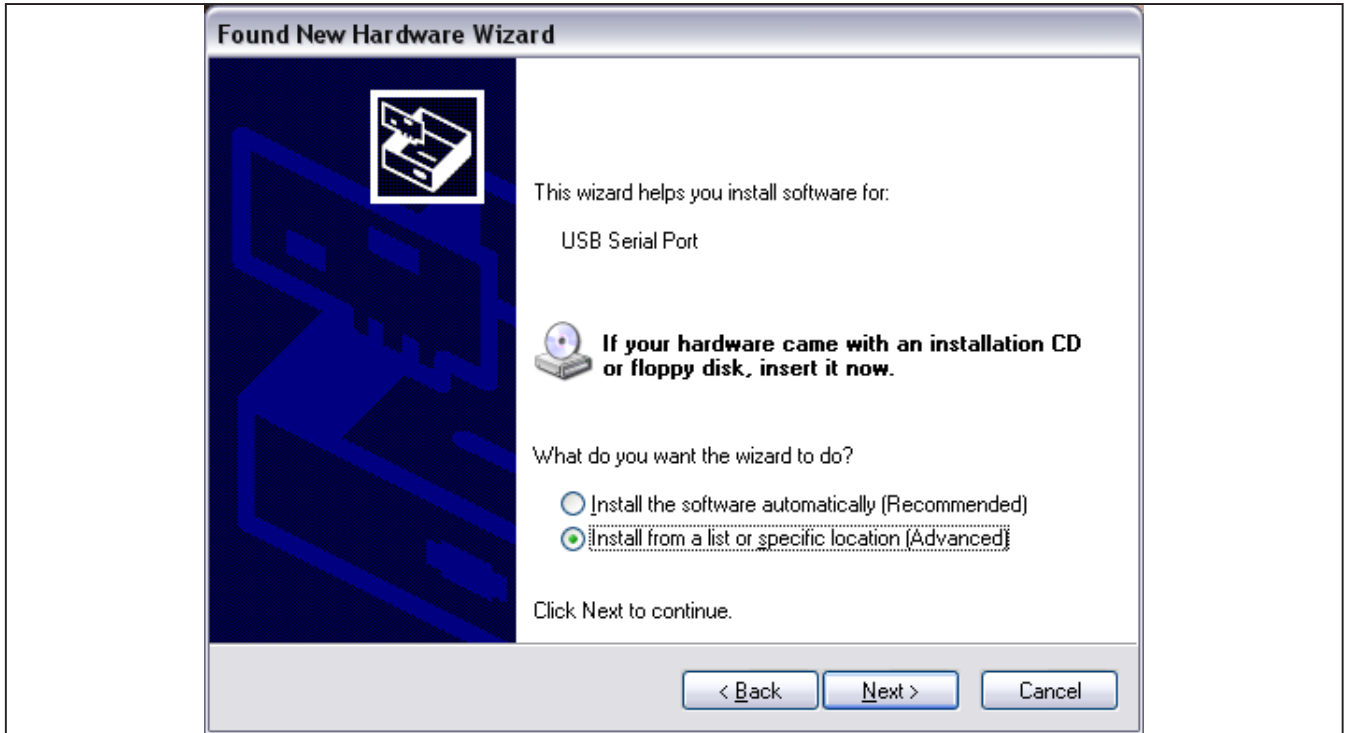 Found New Hardware Wizard
This wizard helps you install software for:
USB Serial Port
If your hardware came with an installation CD
or floppy disk, insert it now.
What do you want the wizard to do?
Install the software automatically (Recommended)
Install from a list or specific location (Advanced)
Click Next to continue.
< Back
Next >
Cancel